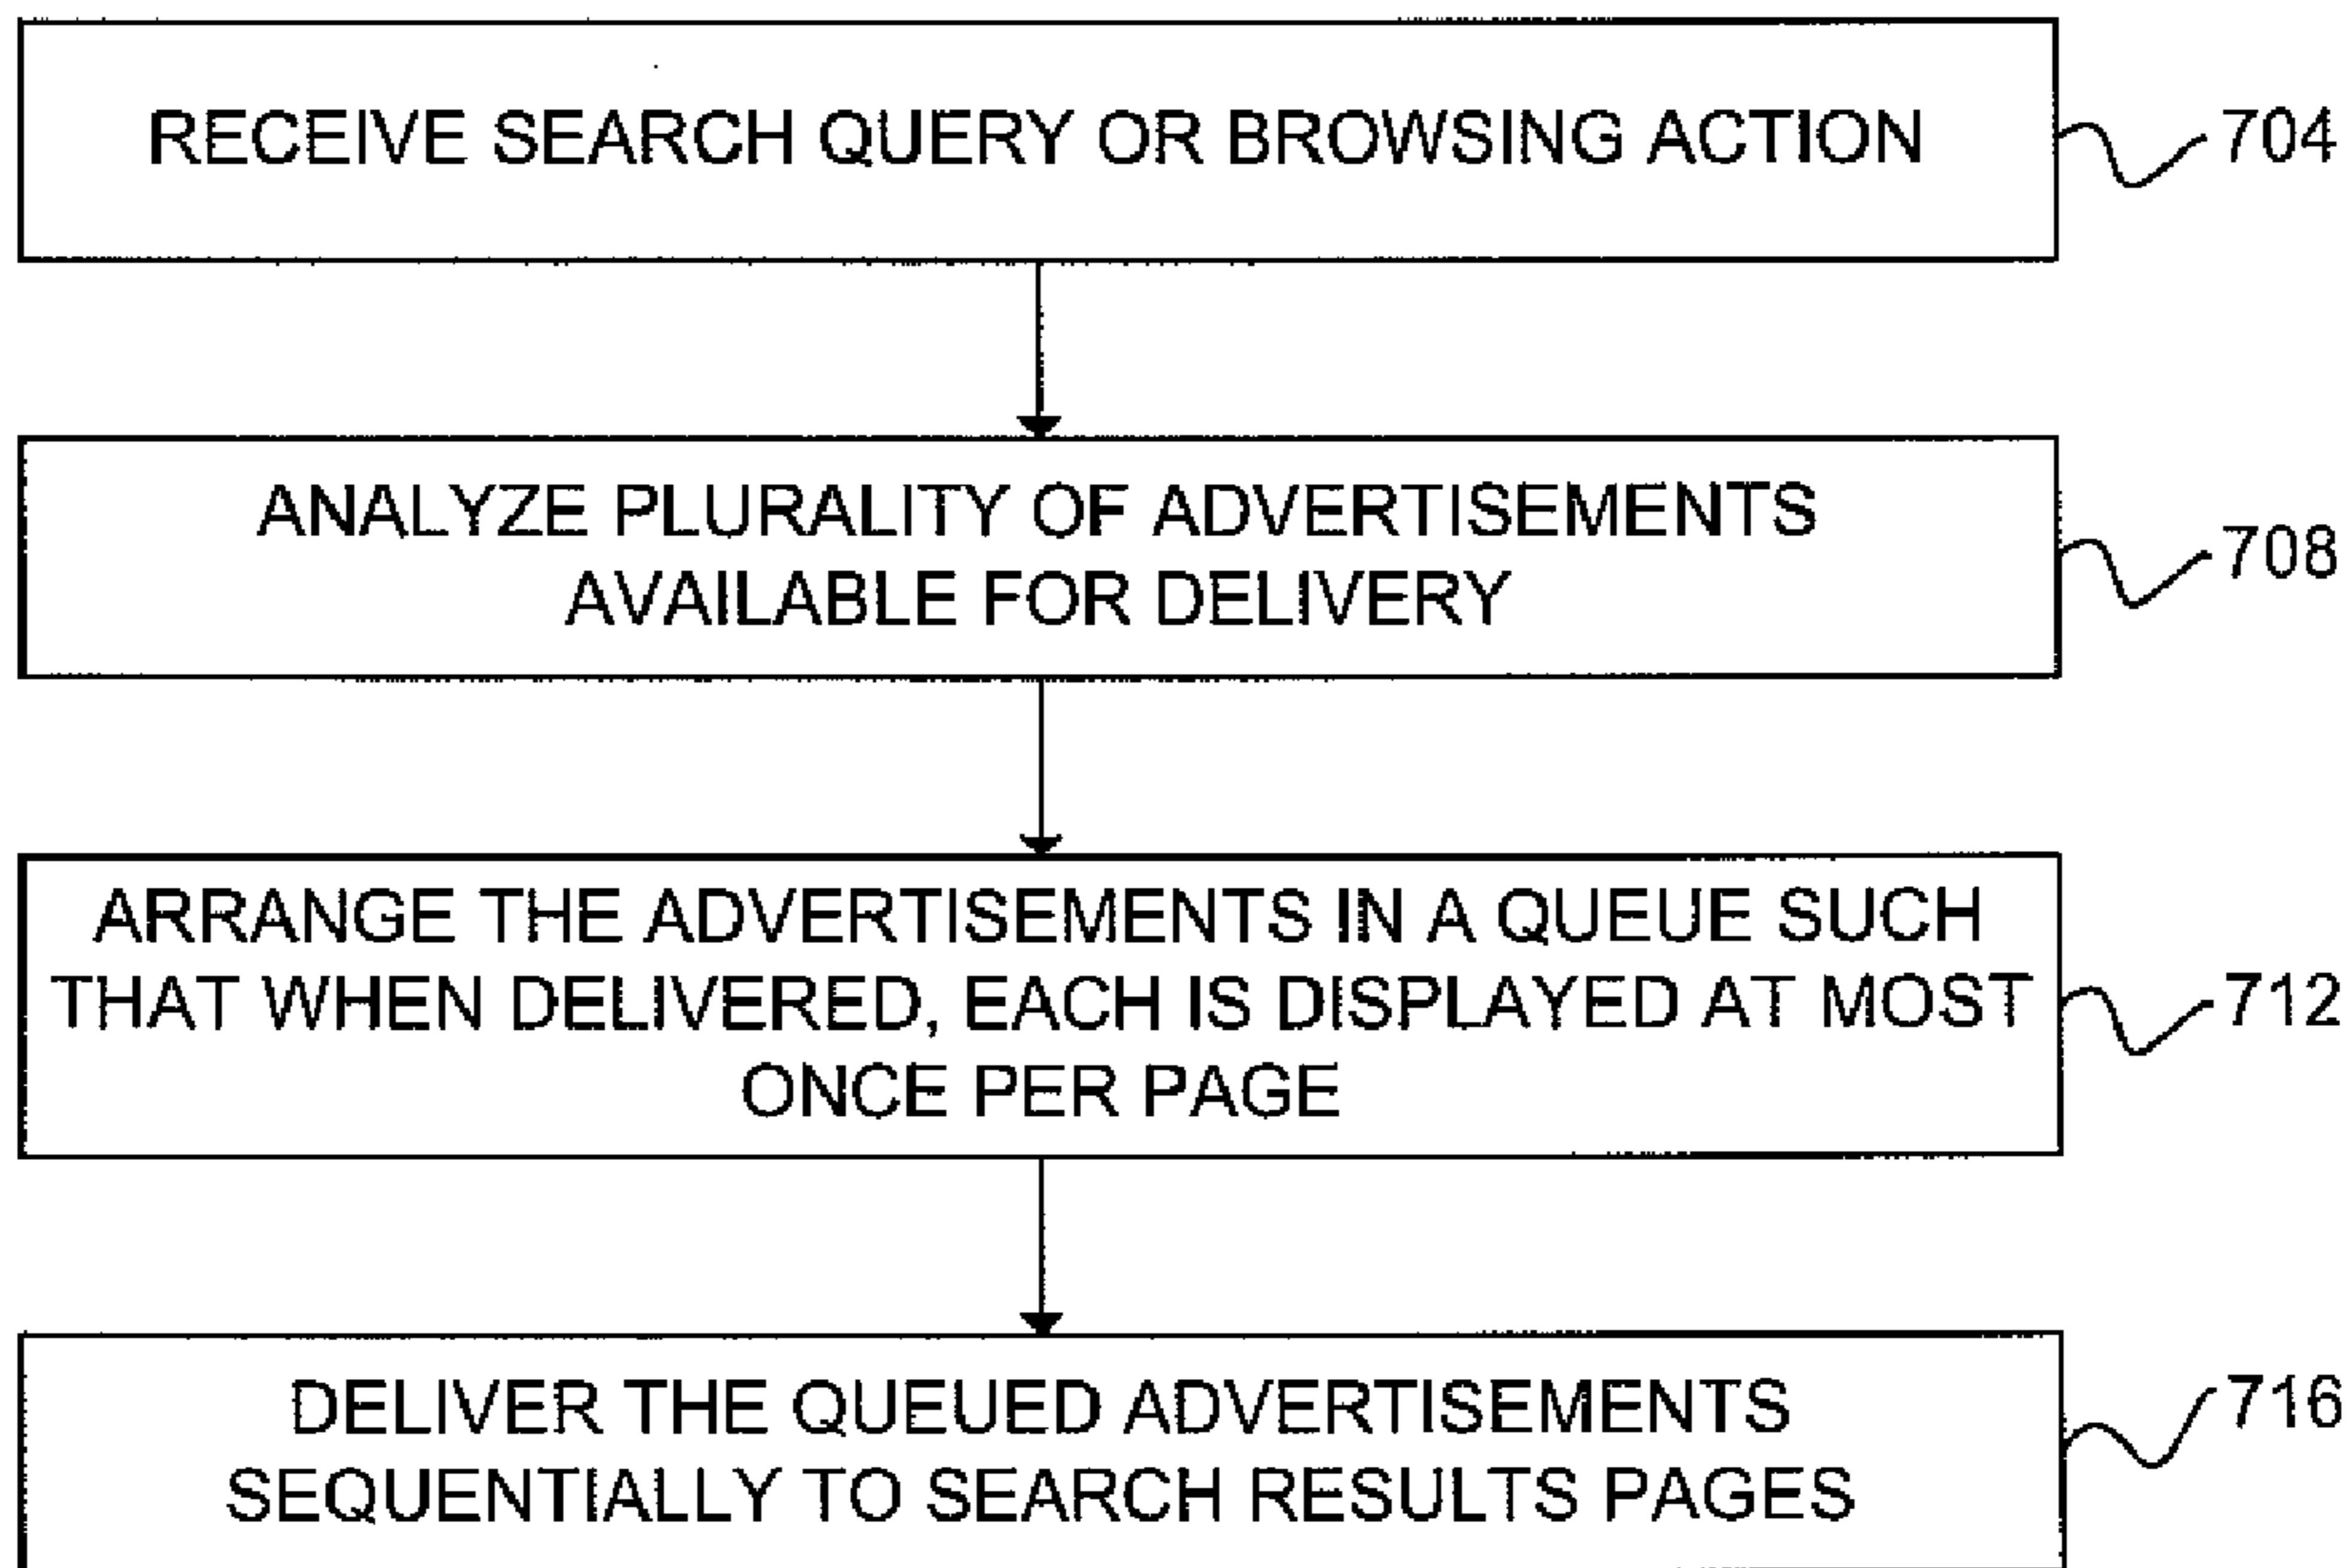 RECEIVE SEARCH QUERY OR BROWSING ACTION
704
ANALYZE PLURALITY OF ADVERTISEMENTS
AVAILABLE FOR DELIVERY
708
ARRANGE THE ADVERTISEMENTS IN A QUEUE SUCH
THAT WHEN DELIVERED, EACH IS DISPLAYED AT MOST
ONCE PER PAGE
712
DELIVER THE QUEUED ADVERTISEMENTS
SEQUENTIALLY TO SEARCH RESULTS PAGES
716